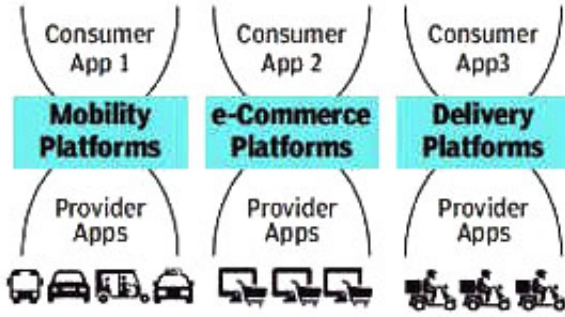 Consumer
App 1
Consumer
App 2
Consumer
App3
Mobility
Platforms
e-Commerce
Platforms
Delivery
Platforms
Provider
Apps
Provider
Apps
Provider
Apps